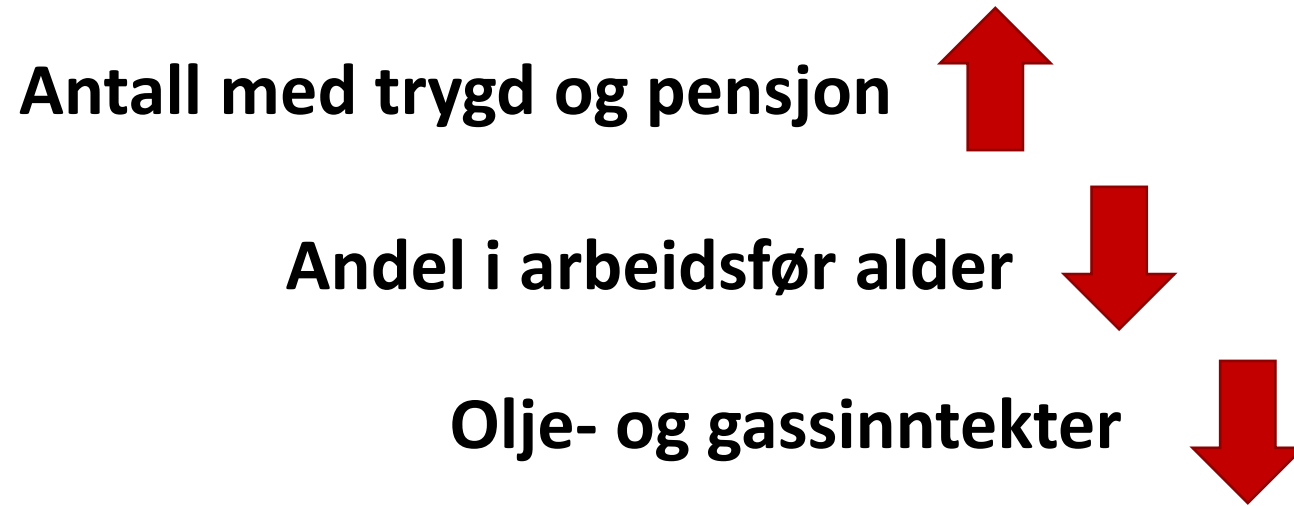 Antall med trygd og pensjon
Andel i arbeidsfør alder
Olje- og gassinntekter